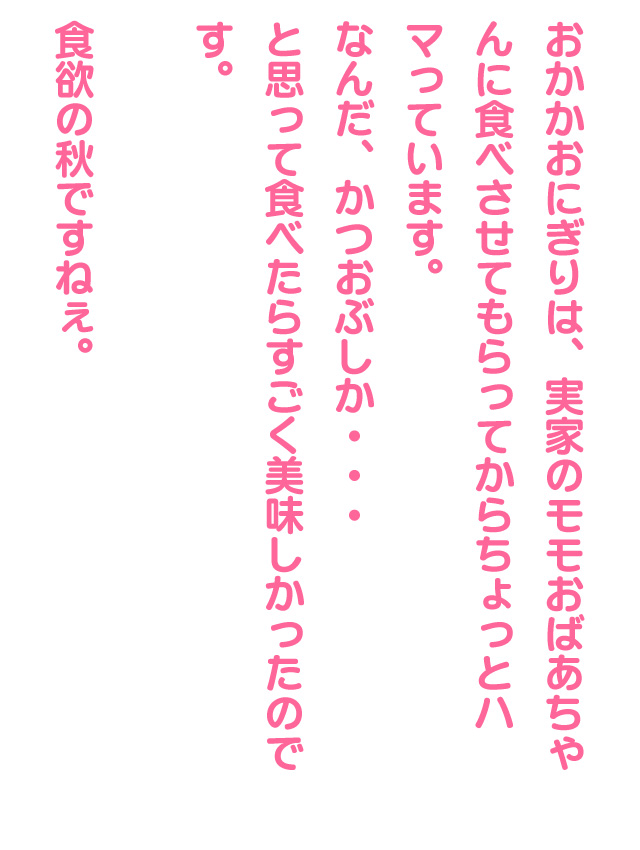 おかかおにぎりは、実家のモモおばあちゃ
んに食べさせてもらってからちょっとハ
マっています。
なんだ、かつおぶしか・・・
と思って食べたらすごく美味しかったので
す。
食欲の秋ですねぇ。